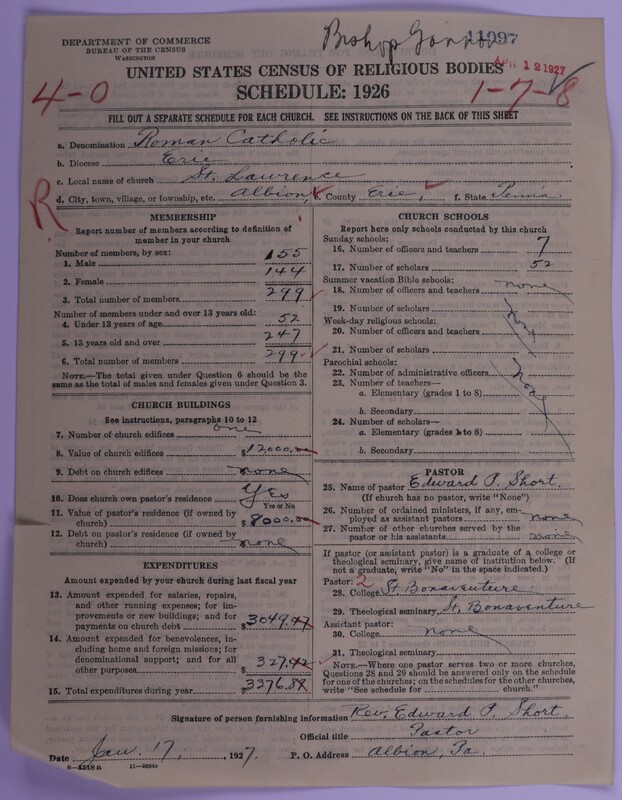 DEPARTMENT OF COMMERCE
BUREAU OF THE CENSUS
WASHINGTON
Bishop Gannon
11097
12 1927
UNITED STATES CENSUS OF RELIGIOUS BODIES
SCHEDULE: 1926
4-0
1-7-8
FILL OUT A SEPARATE SCHEDULE FOR EACH CHURCH. SEE INSTRUCTIONS ON THE BACK OF THIS SHEET
a. Denomination Roman Catholic
b. Diocese Erie
c. Local name of church St. Lawrence
d. City, town, village, or township, etc. Albion e. County Erie f. State Penna.
R
MEMBERSHIP
Report number of members according to definition of
member in your church
Number of members, by sex:
1. Male 155
2. Female 144
3. Total number of members 299
Number of members under and over 13 years old:
4. Under 13 years of age 52
5. 13 years old and over 247
6. Total number of members 299
NOTE.—The total given under Question 6 should be the
same as the total of males and females given under Question 3.
CHURCH BUILDINGS
See instructions, paragraphs 10 to 12
7. Number of church edifices one
8. Value of church edifices $12000.00
9. Debt on church edifices none
10. Does church own pastor's residence Yes
Yes or No
11. Value of pastor's residence (if owned by
church) $8000.00
12. Debt on pastor's residence (if owned by
church) none
EXPENDITURES
Amount expended by your church during last fiscal year
13. Amount expended for salaries, repairs,
and other running expenses; for im-
provements or new buildings; and for
payments on church debt $3049.47
14. Amount expended for benevolences, in-
cluding home and foreign missions; for
denominational support; and for all
other purposes $327.42
15. Total expenditures during year $3376.89
CHURCH SCHOOLS
Report here only schools conducted by this church
Sunday schools:
16. Number of officers and teachers 7
17. Number of scholars 52
Summer vacation Bible schools:
18. Number of officers and teachers none
19. Number of scholars
Week-day religious schools:
20. Number of officers and teachers none
21. Number of scholars
Parochial schools:
22. Number of administrative officers none
23. Number of teachers—
a. Elementary (grades 1 to 8)
b. Secondary
24. Number of scholars—
a. Elementary (grades 1 to 8)
b. Secondary
PASTOR
25. Name of pastor Edward P. Short
(If church has no pastor, write "None")
26. Number of ordained ministers, if any, em-
ployed as assistant pastors none
27. Number of other churches served by the
pastor or his assistants none
If pastor (or assistant pastor) is a graduate of a college or
theological seminary, give name of institution below. (If
not a graduate, write "No" in the space indicated.)
Pastor: 2
28. College St. Bonaventure
29. Theological seminary St. Bonaventure
Assistant pastor:
30. College none
31. Theological seminary
NOTE.—Where one pastor serves two or more churches,
Questions 28 and 29 should be answered only on the schedule
for one of the churches; on the schedules for the other churches,
write "See schedule for church."
Signature of person furnishing information Rev. Edward P. Short
Official title Pastor
Date Jan. 17, 1927. P. O. Address Albion, Pa.